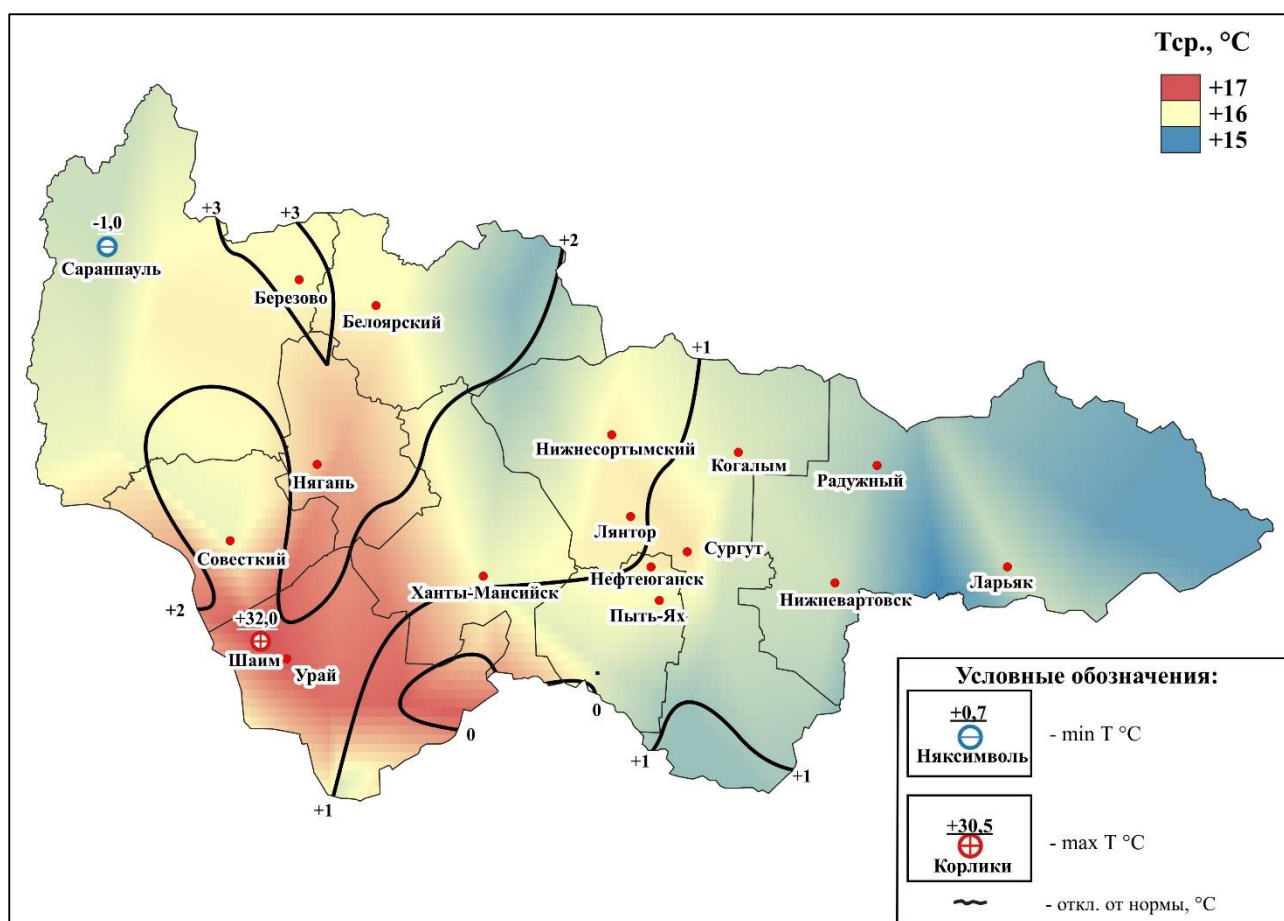 Тср., °C
+17
+16
+15
-1,0
Саранпауль
+3
+3
+2
Березово
Белоярский
+1
Нижнесортымский
Когалым
Радужный
Нягань
Лянтор
Сургут
Совесткий
Нефтеюганск
Ларьяк
Ханты-Мансийск
Нижневартовск
Пыть-Ях
+2
+32,0
Шаим
Урай
0
0
+1
+1
+1
Условные обозначения:
+0,7
Няксимволь
- min T °C
+30,5
Корлики
- max T °C
- откл. от нормы, °C